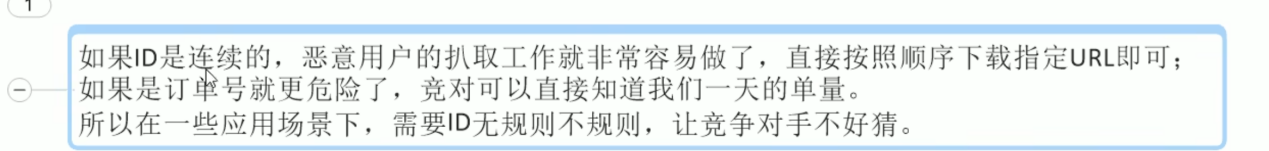 1
如果ID是连续的，恶意用户的扒取工作就非常容易做了，直接按照顺序下载指定URL即可；
如果是订单号就更危险了，竞对可以直接知道我们一天的单量。
所以在一些应用场景下，需要ID无规则不规则，让竞争对手不好猜。